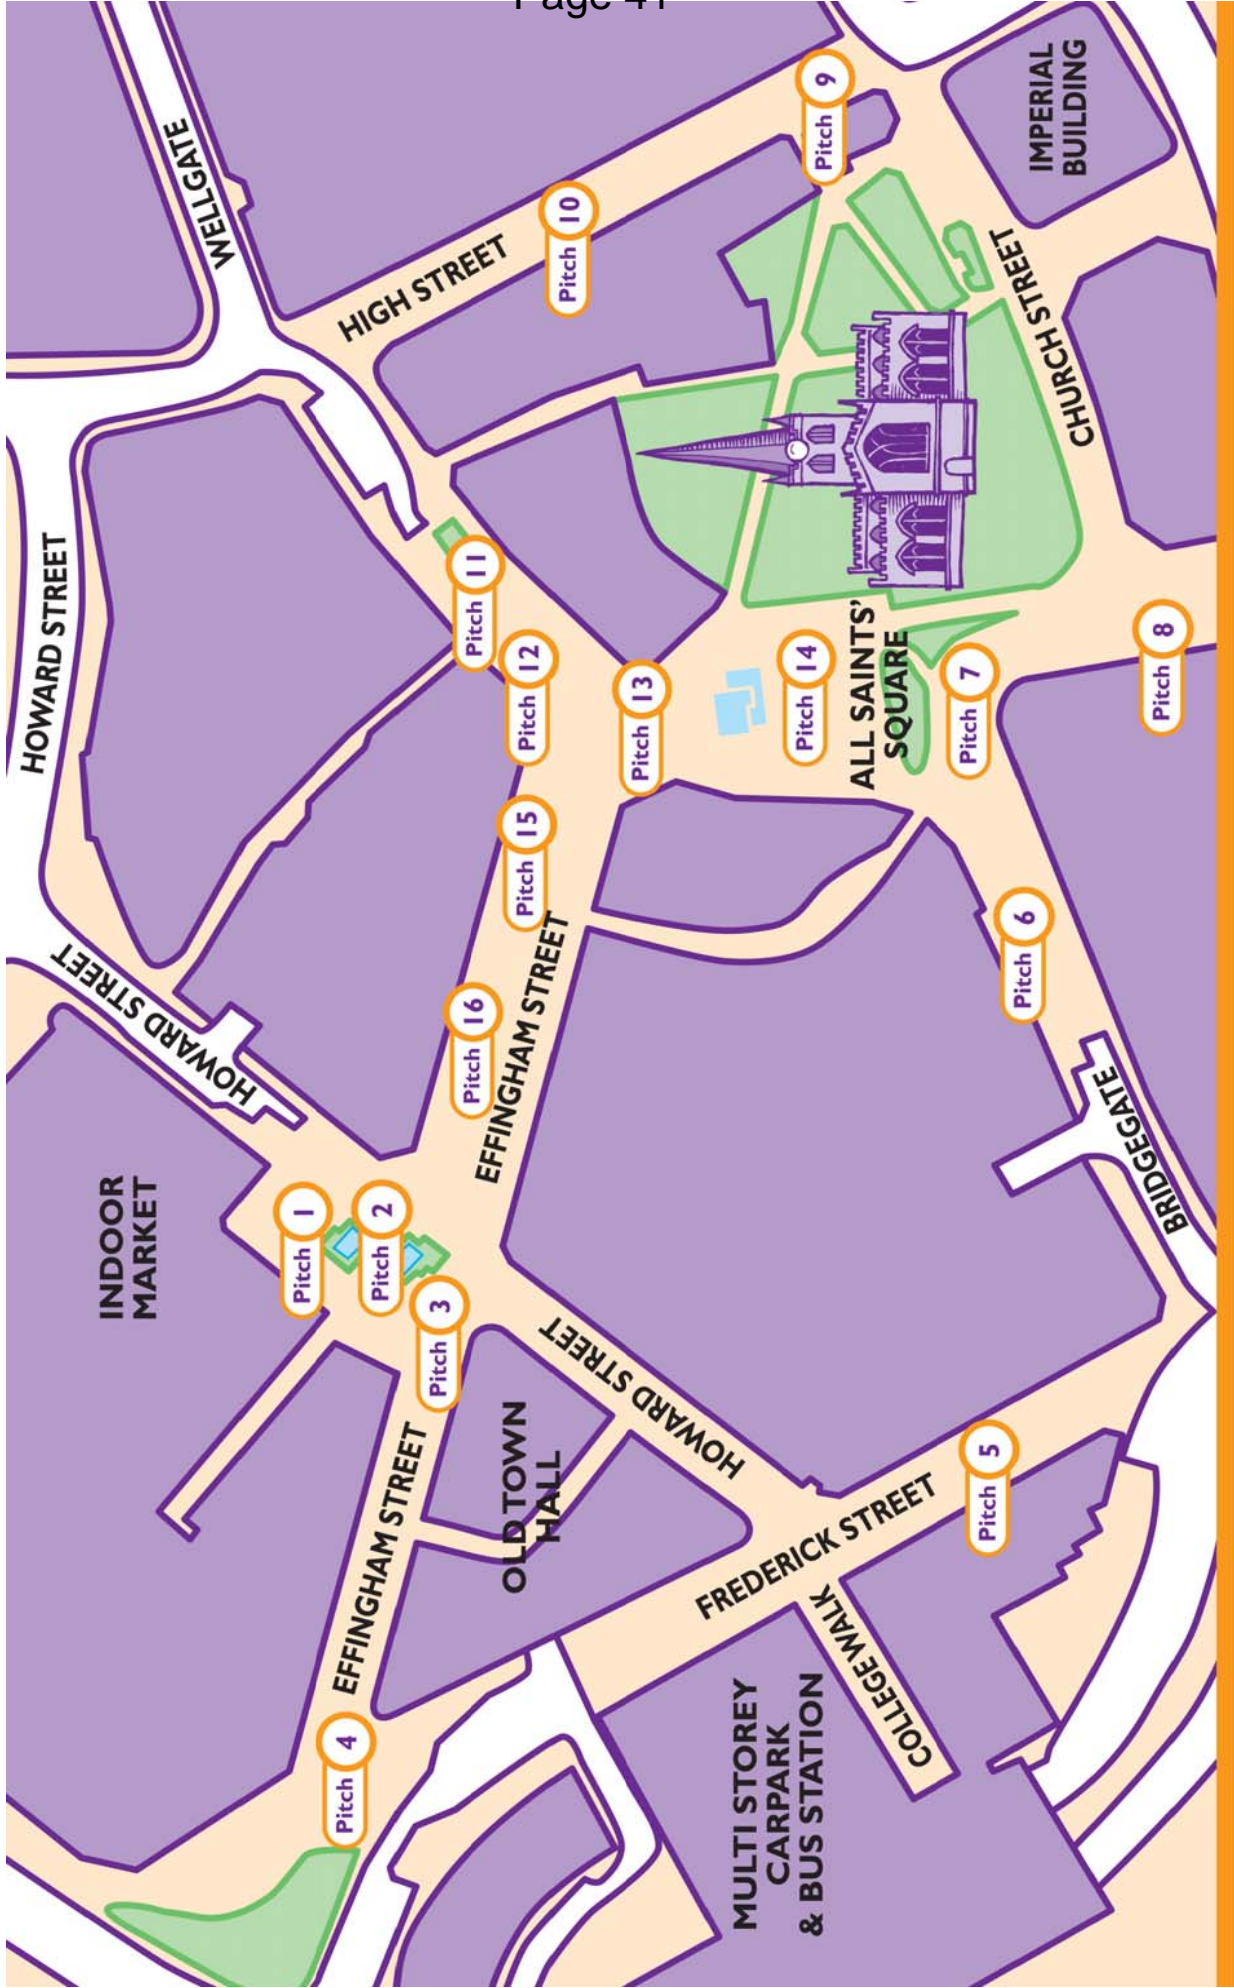 Page 41
WELLGATE
HIGH STREET
HOWARD STREET
IMPERIAL
BUILDING
CHURCH STREET
Pitch 9
Pitch 10
Pitch 11
Pitch 12
Pitch 13
Pitch 14
ALL SAINTS'
SQUARE
Pitch 7
Pitch 8
Pitch 15
Pitch 16
EFFINGHAM STREET
Pitch 6
HOWARD STREET
INDOOR
MARKET
Pitch 1
Pitch 2
Pitch 3
BRIDGEGATE
HOWARD STREET
OLD TOWN
HALL
EFFINGHAM STREET
Pitch 5
FREDERICK STREET
COLLEGE WALK
Pitch 4
MULTI STOREY
CARPARK
& BUS STATION